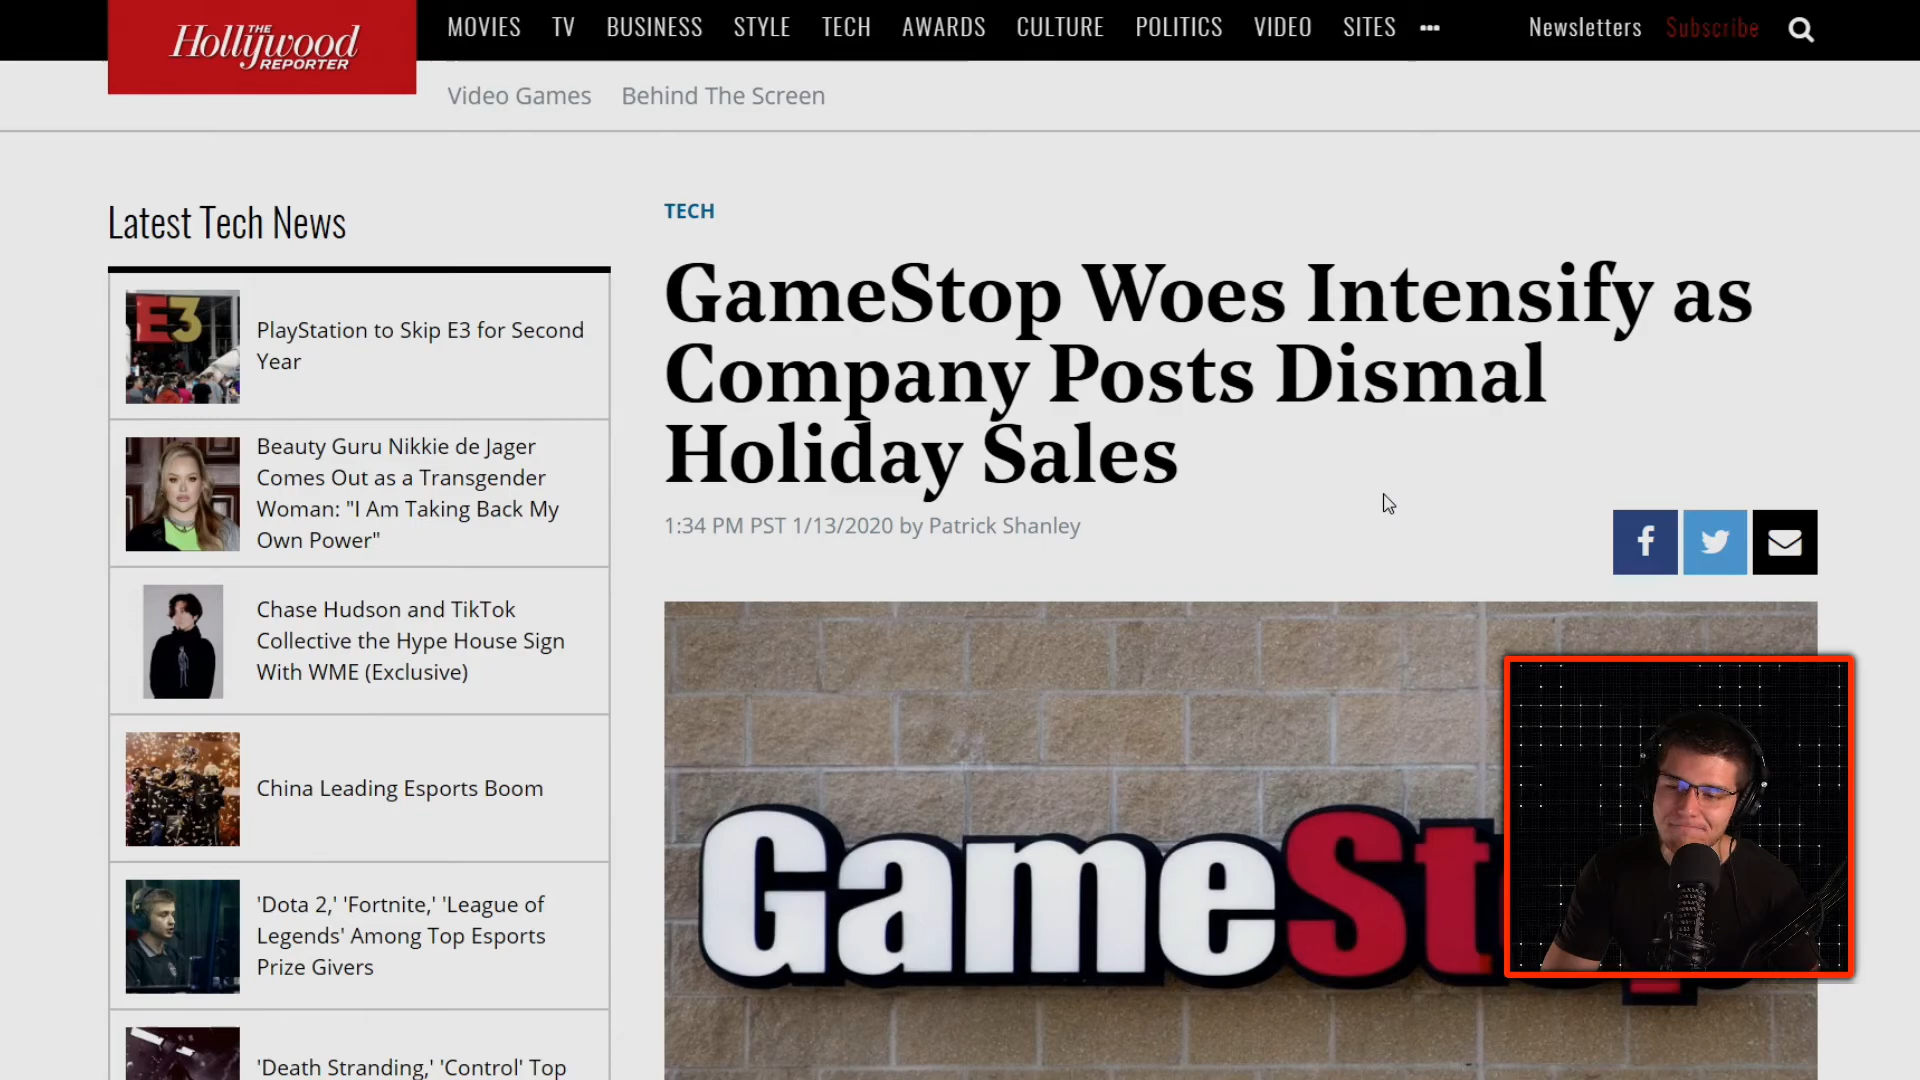 THE
Hollywood
REPORTER
MOVIES TV BUSINESS STYLE TECH AWARDS CULTURE POLITICS VIDEO SITES ••• Newsletters Subscribe
Video Games Behind The Screen
Latest Tech News
PlayStation to Skip E3 for Second
Year
E3
Beauty Guru Nikkie de Jager
Comes Out as a Transgender
Woman: "I Am Taking Back My
Own Power"
Chase Hudson and TikTok
Collective the Hype House Sign
With WME (Exclusive)
China Leading Esports Boom
'Dota 2,' 'Fortnite,' 'League of
Legends' Among Top Esports
Prize Givers
'Death Stranding,' 'Control' Top
TECH
GameStop Woes Intensify as
Company Posts Dismal
Holiday Sales
1:34 PM PST 1/13/2020 by Patrick Shanley
f
GameSt